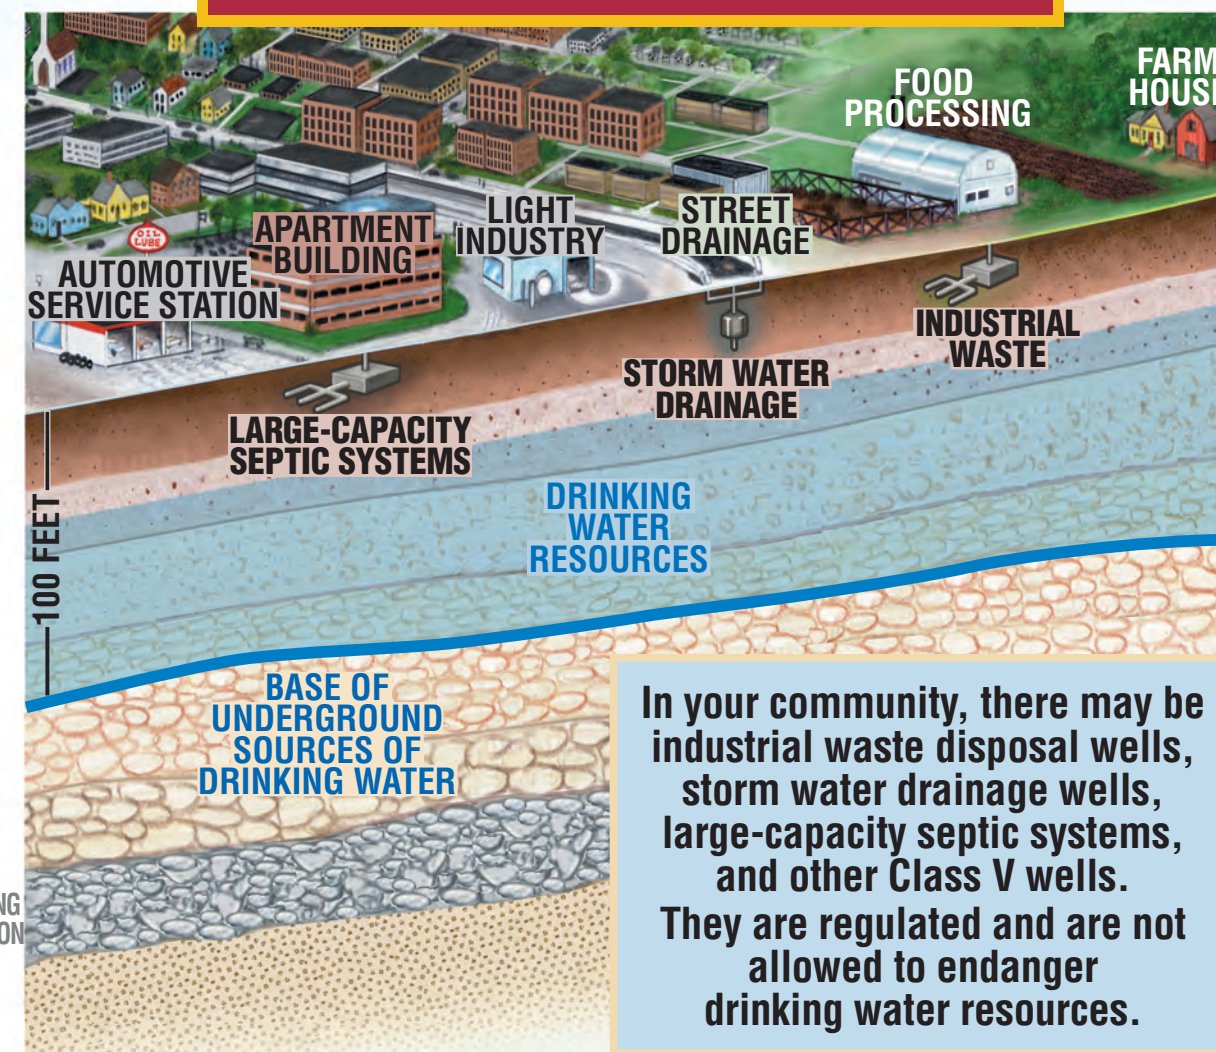 FOOD
PROCESSING
FARM
HOUSE
LIGHT
INDUSTRY
STREET
DRAINAGE
APARTMENT
BUILDING
OIL
LUBE
AUTOMOTIVE
SERVICE STATION
INDUSTRIAL
WASTE
STORM WATER
DRAINAGE
LARGE-CAPACITY
SEPTIC SYSTEMS
100 FEET
DRINKING
WATER
RESOURCES
BASE OF
UNDERGROUND
SOURCES OF
DRINKING WATER
In your community, there may be
industrial waste disposal wells,
storm water drainage wells,
large-capacity septic systems,
and other Class V wells.
They are regulated and are not
allowed to endanger
drinking water resources.